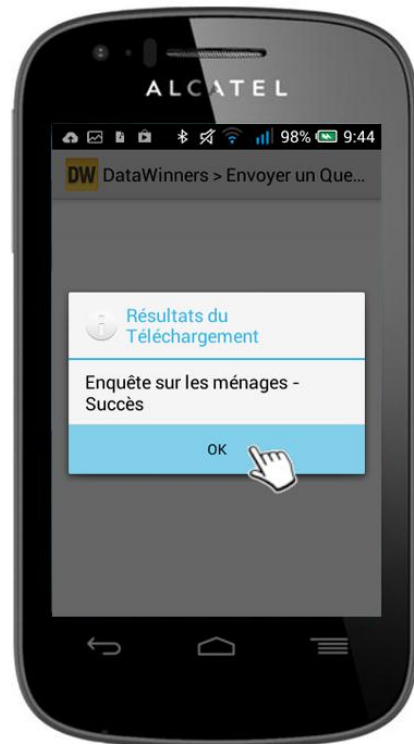 ALCATEL
98% 9:44
DW DataWinners > Envoyer un Que...
Résultats du
Téléchargement
Enquête sur les ménages -
Succès
OK